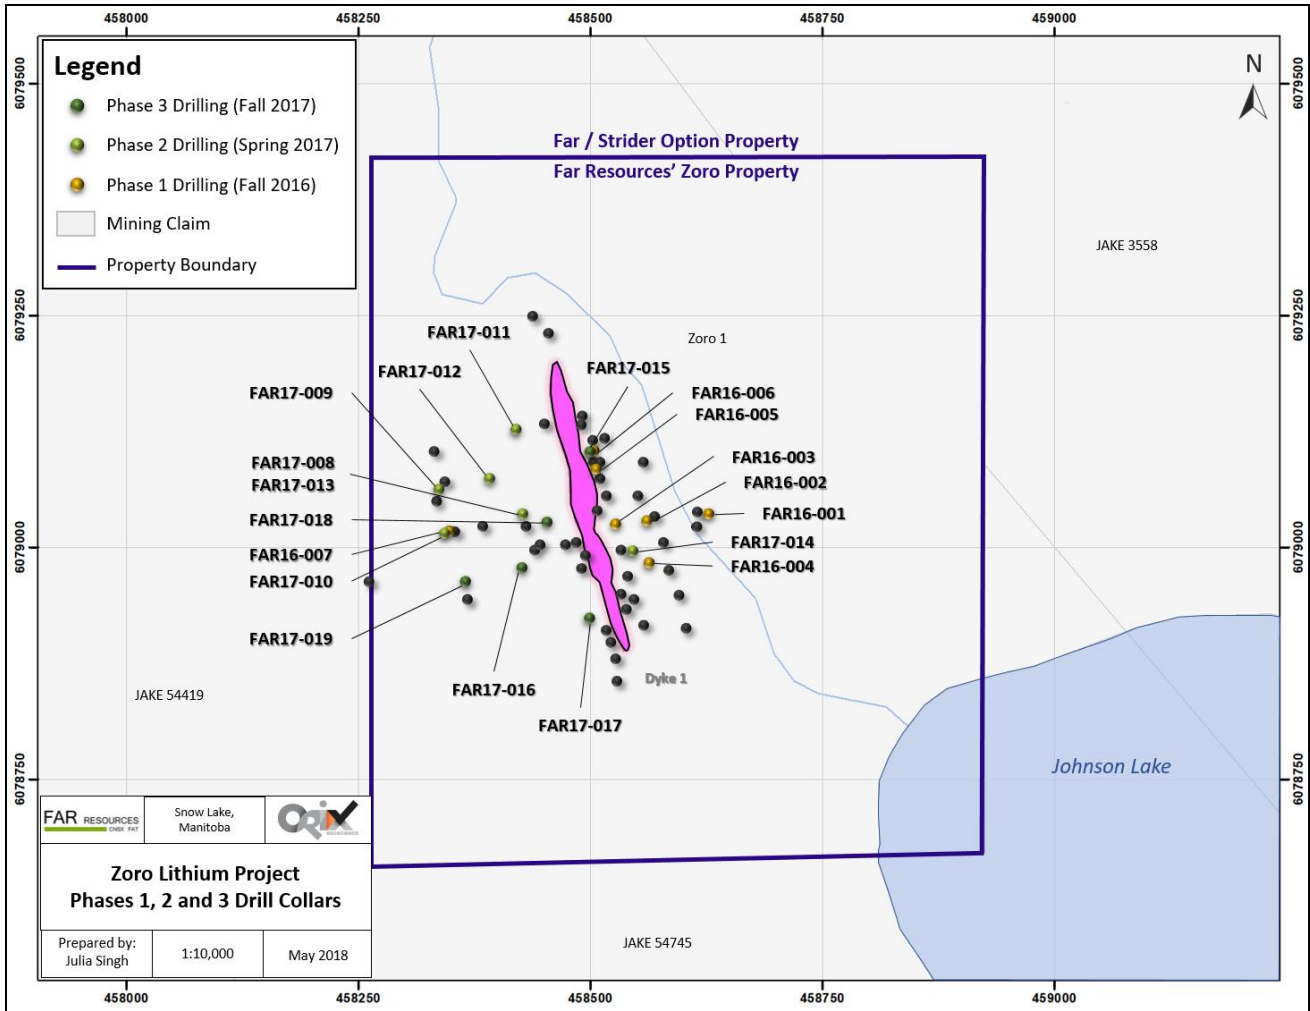 458000
458250
458500
458750
459000
6079500
6079250
6079000
6078750
6079500
6079250
6079000
6078750
Legend
Phase 3 Drilling (Fall 2017)
Phase 2 Drilling (Spring 2017)
Phase 1 Drilling (Fall 2016)
Mining Claim
Property Boundary
N
Far / Strider Option Property
Far Resources' Zoro Property
JAKE 3558
Zoro 1
FAR17-011
FAR17-012
FAR17-015
FAR17-009
FAR16-006
FAR16-005
FAR17-008
FAR17-013
FAR16-003
FAR16-002
FAR17-018
FAR16-001
FAR16-007
FAR17-014
FAR17-010
FAR16-004
FAR17-019
FAR17-016
Dyke 1
JAKE 54419
FAR17-017
Johnson Lake
FAR RESOURCES
CNSX FAT
Snow Lake,
Manitoba
ORIX
GEOSCIENCE
Zoro Lithium Project
Phases 1, 2 and 3 Drill Collars
Prepared by:
Julia Singh
1:10,000
May 2018
JAKE 54745
458000
458250
458500
458750
459000